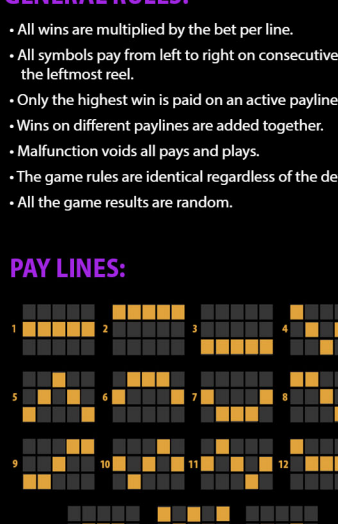 GENERAL RULES:
• All wins are multiplied by the bet per line.
• All symbols pay from left to right on consecutive
the leftmost reel.
• Only the highest win is paid on an active payline
• Wins on different paylines are added together.
• Malfunction voids all pays and plays.
• The game rules are identical regardless of the de
• All the game results are random.
PAY LINES:
1 2 3 4
5 6 7 8
9 10 11 12